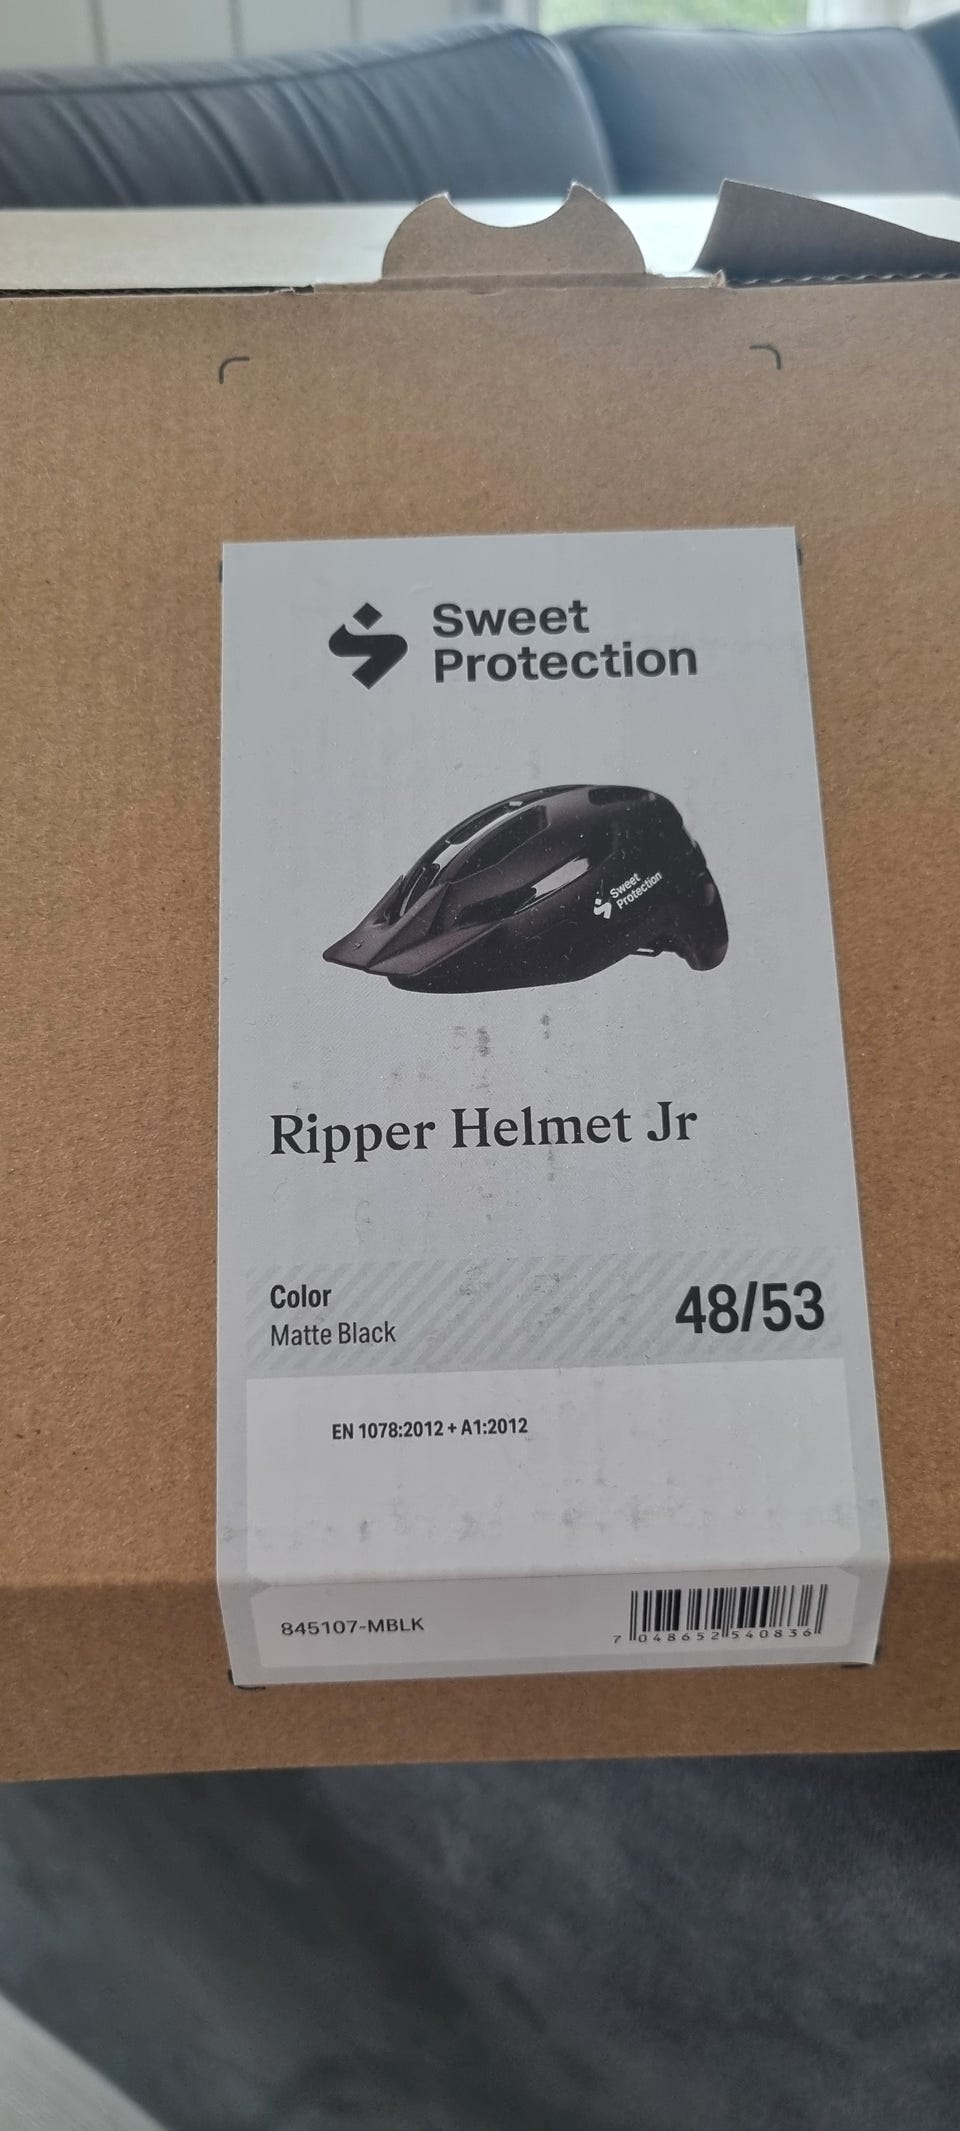 Sweet
Protection
Sweet
Protection
Ripper Helmet Jr
Color
Matte Black
48/53
EN 1078:2012 + A1:2012
845107-MBLK
7 048652 540836